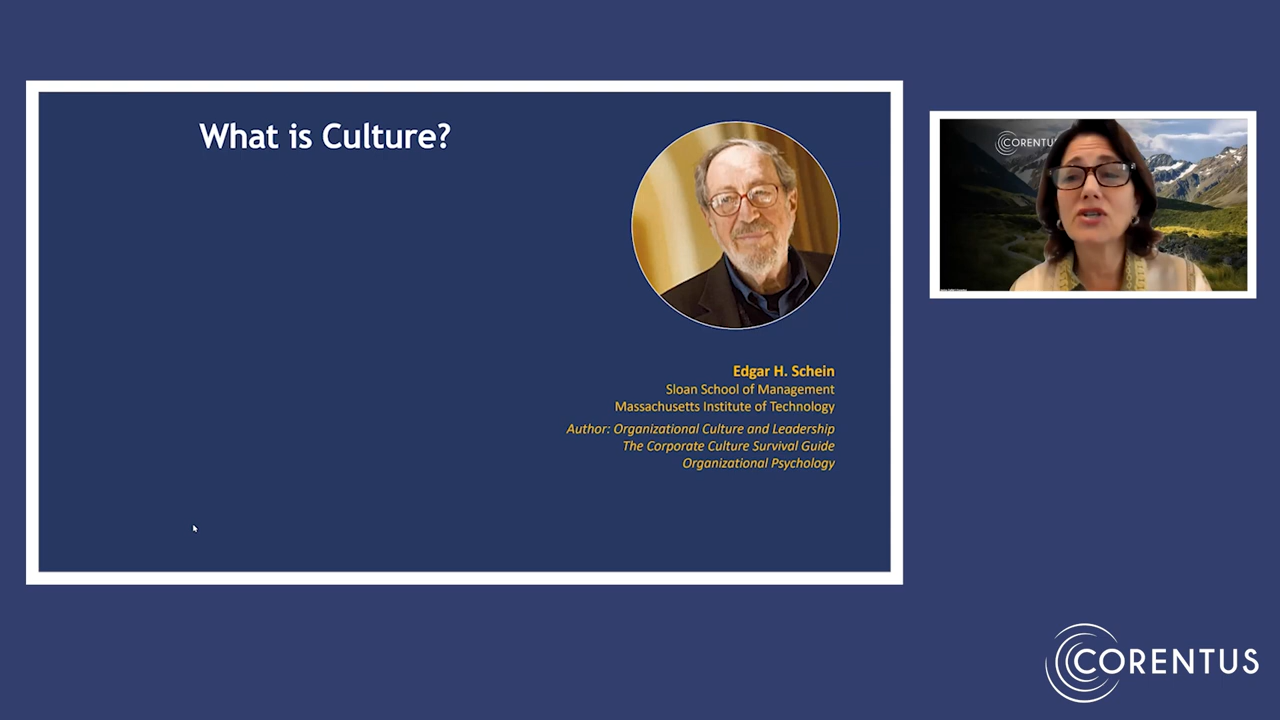 What is Culture?
Edgar H. Schein
Sloan School of Management
Massachusetts Institute of Technology
Author: Organizational Culture and Leadership
The Corporate Culture Survival Guide
Organizational Psychology
CORENTU
CORENTUS